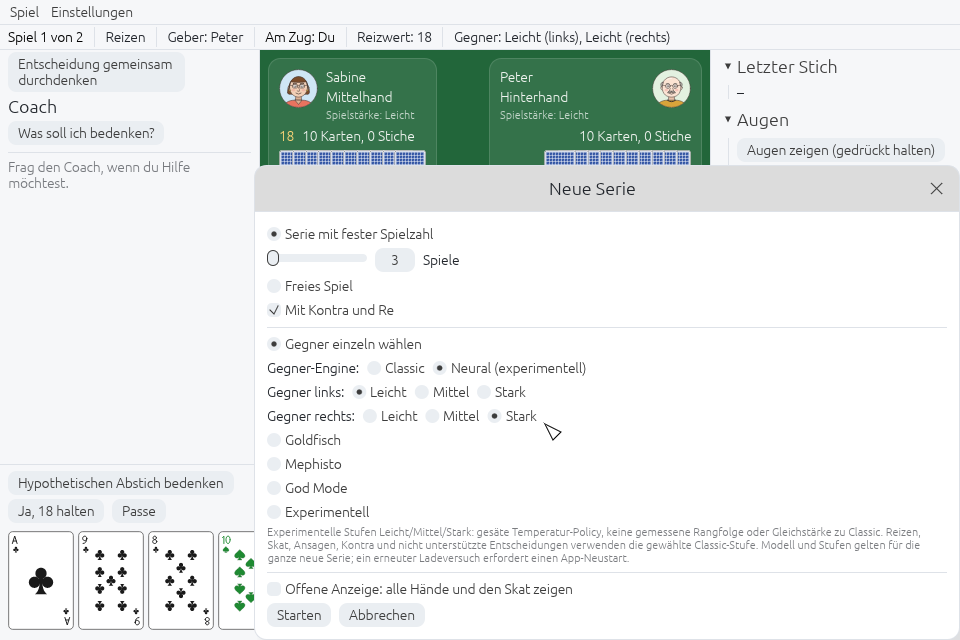 Spiel Einstellungen
Spiel 1 von 2 Reizen Geber: Peter Am Zug: Du Reizwert: 18 Gegner: Leicht (links), Leicht (rechts)
Entscheidung gemeinsam
durchdenken
Coach
Was soll ich bedenken?
Frag den Coach, wenn du Hilfe
möchtest.
Sabine
Mittelhand
Spielstärke: Leicht
18 10 Karten, 0 Stiche
Peter
Hinterhand
Spielstärke: Leicht
10 Karten, 0 Stiche
Letzter Stich
–
Augen
Augen zeigen (gedrückt halten)
Neue Serie
Serie mit fester Spielzahl
3 Spiele
Freies Spiel
Mit Kontra und Re
Gegner einzeln wählen
Gegner-Engine: Classic Neural (experimentell)
Gegner links: Leicht Mittel Stark
Gegner rechts: Leicht Mittel Stark
Goldfisch
Mephisto
God Mode
Experimentell
Experimentelle Stufen Leicht/Mittel/Stark: gesäte Temperatur-Policy, keine gemessene Rangfolge oder Gleichstärke zu Classic. Reizen,
Skat, Ansagen, Kontra und nicht unterstützte Entscheidungen verwenden die gewählte Classic-Stufe. Modell und Stufen gelten für die
ganze neue Serie; ein erneuter Ladeversuch erfordert einen App-Neustart.
Offene Anzeige: alle Hände und den Skat zeigen
Starten Abbrechen
Hypothetischen Abstich bedenken
Ja, 18 halten Passe
A 9 8 10
A 9 8